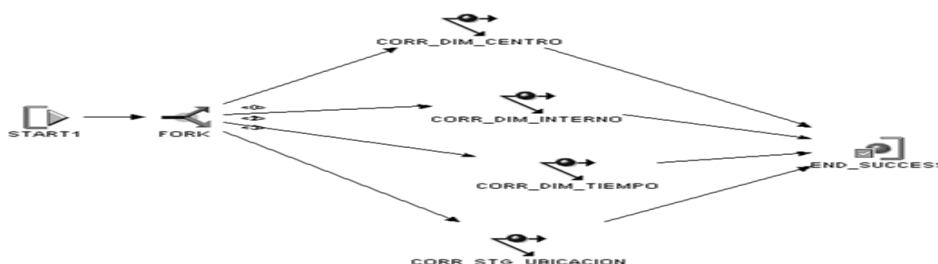 CORR_DIM_CENTRO
CORR_DIM_INTERNO
START1
FORK
END_SUCCESS
CORR_DIM_TIEMPO
CORR_STG_UBICACION